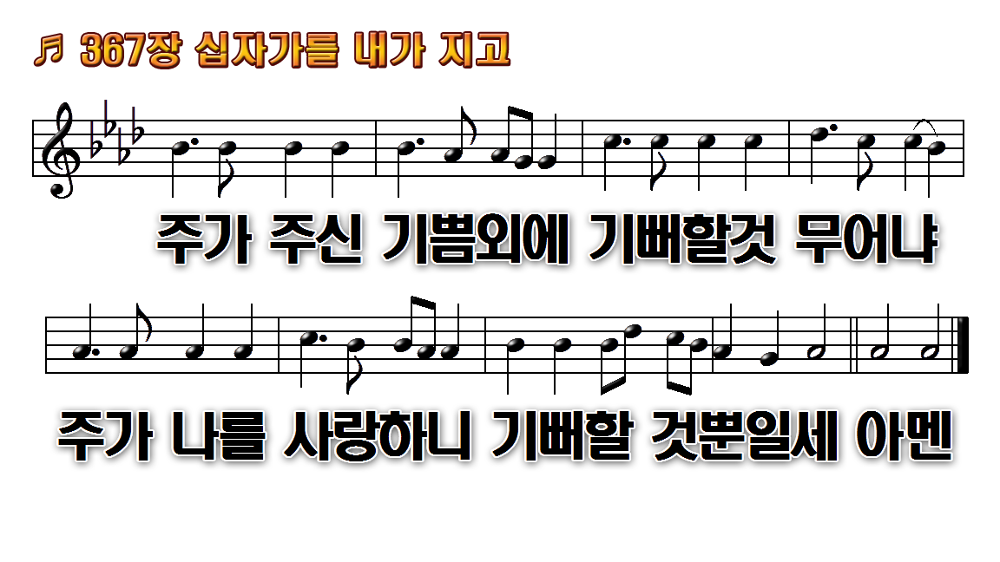 367장 십자가를 내가 지고
주가 주신 기쁨외에 기뻐할것 무어냐
주가 나를 사랑하니 기뻐할 것뿐일세 아멘